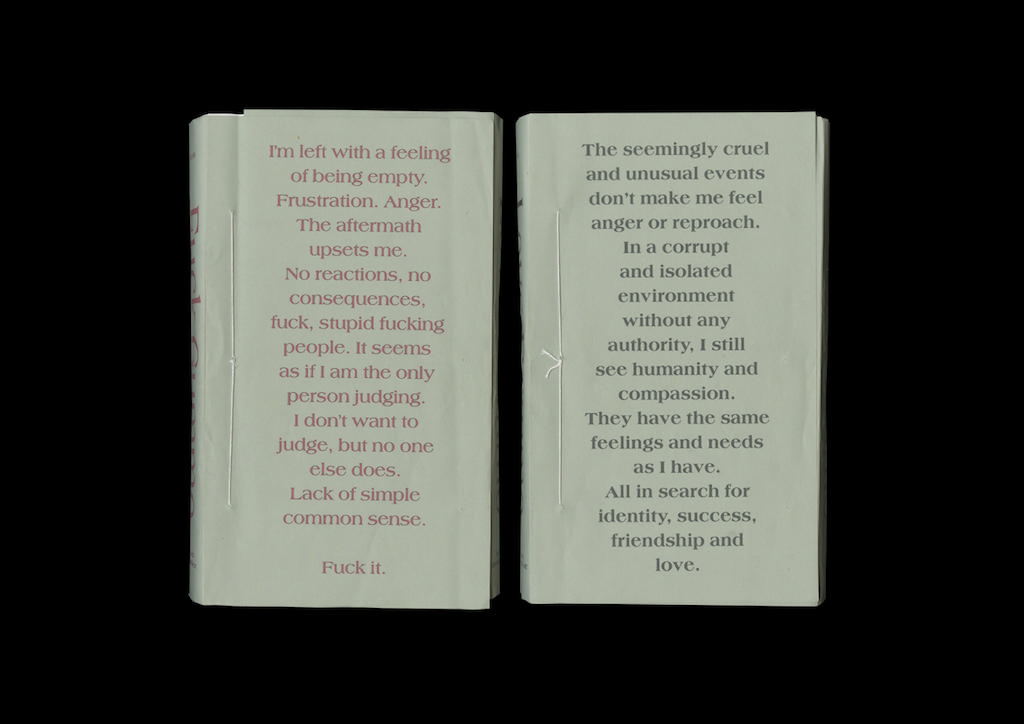 I'm left with a feeling
of being empty.
Frustration. Anger.
The aftermath
upsets me.
No reactions, no
consequences,
fuck, stupid fucking
people. It seems
as if I am the only
person judging.
I don't want to
judge, but no one
else does.
Lack of simple
common sense.
Fuck it.
The seemingly cruel
and unusual events
don't make me feel
anger or reproach.
In a corrupt
and isolated
environment
without any
authority, I still
see humanity and
compassion.
They have the same
feelings and needs
as I have.
All in search for
identity, success,
friendship and
love.